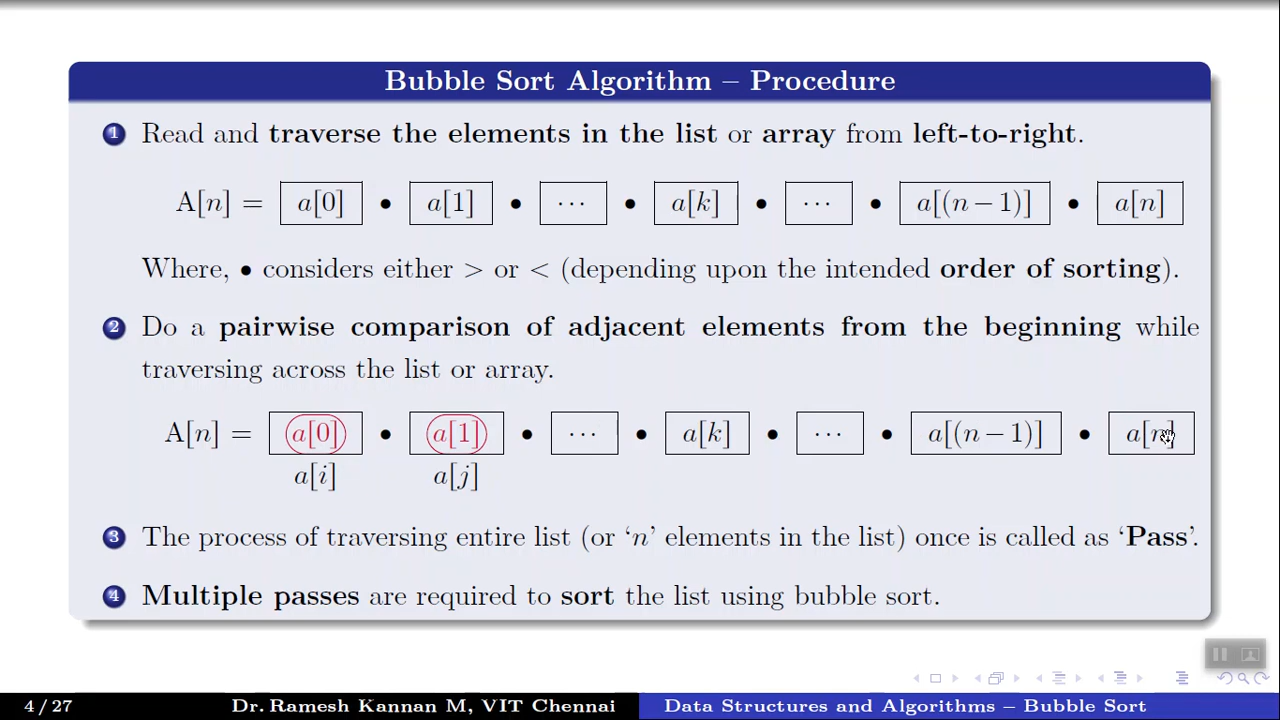 Bubble Sort Algorithm – Procedure
1 Read and traverse the elements in the list or array from left-to-right.
A[n] = a[0] • a[1] • ··· • a[k] • ··· • a[(n − 1)] • a[n]
Where, • considers either > or < (depending upon the intended order of sorting).
2 Do a pairwise comparison of adjacent elements from the beginning while
traversing across the list or array.
A[n] = a[0] • a[1] • ··· • a[k] • ··· • a[(n − 1)] • a[n]
a[i] a[j]
3 The process of traversing entire list (or ‘n’ elements in the list) once is called as ‘Pass’.
4 Multiple passes are required to sort the list using bubble sort.
4 / 27 Dr. Ramesh Kannan M, VIT Chennai Data Structures and Algorithms – Bubble Sort